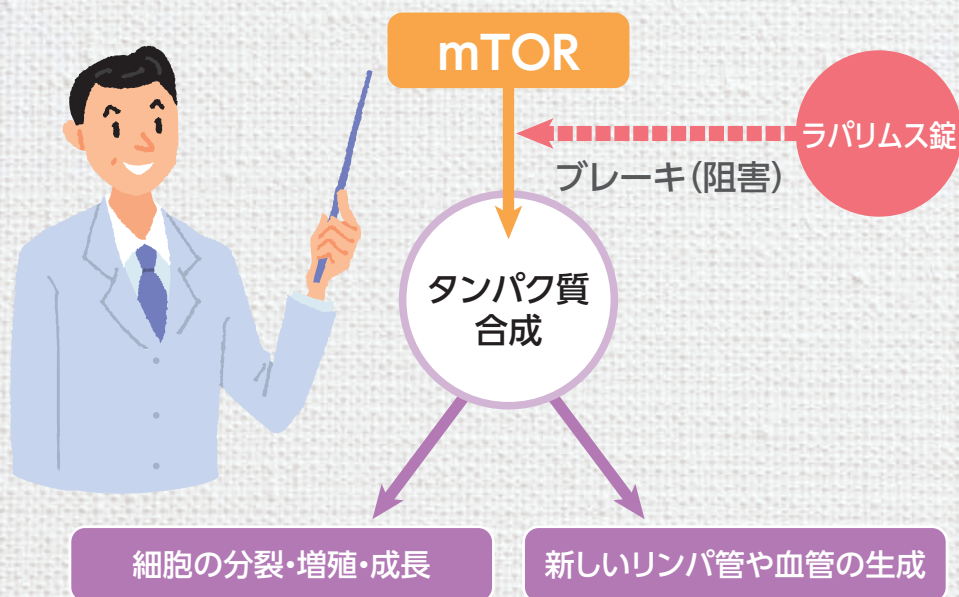 mTOR
ラパリムス錠
ブレーキ(阻害)
タンパク質
合成
細胞の分裂・増殖・成長
新しいリンパ管や血管の生成